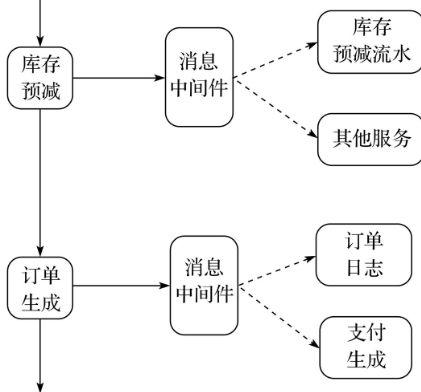 库存
预减
消息
中间件
库存
预减流水
其他服务
订单
生成
消息
中间件
订单
日志
支付
生成